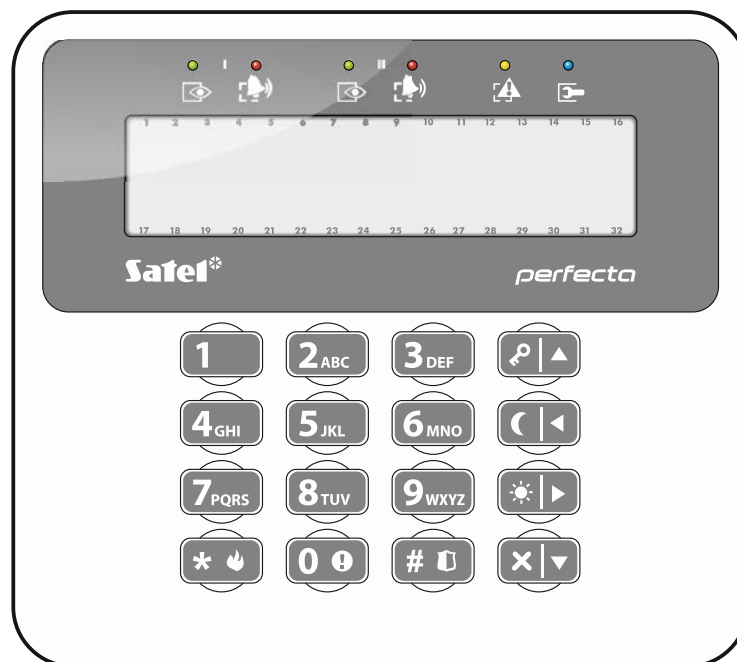 I II
1 2 3 4 5 6 7 8 9 10 11 12 13 14 15 16
17 18 19 20 21 22 23 24 25 26 27 28 29 30 31 32
Satel perfecta
1 2 ABC 3 DEF
4 GHI 5 JKL 6 MNO
7 PQRS 8 TUV 9 WXYZ
* 0 #